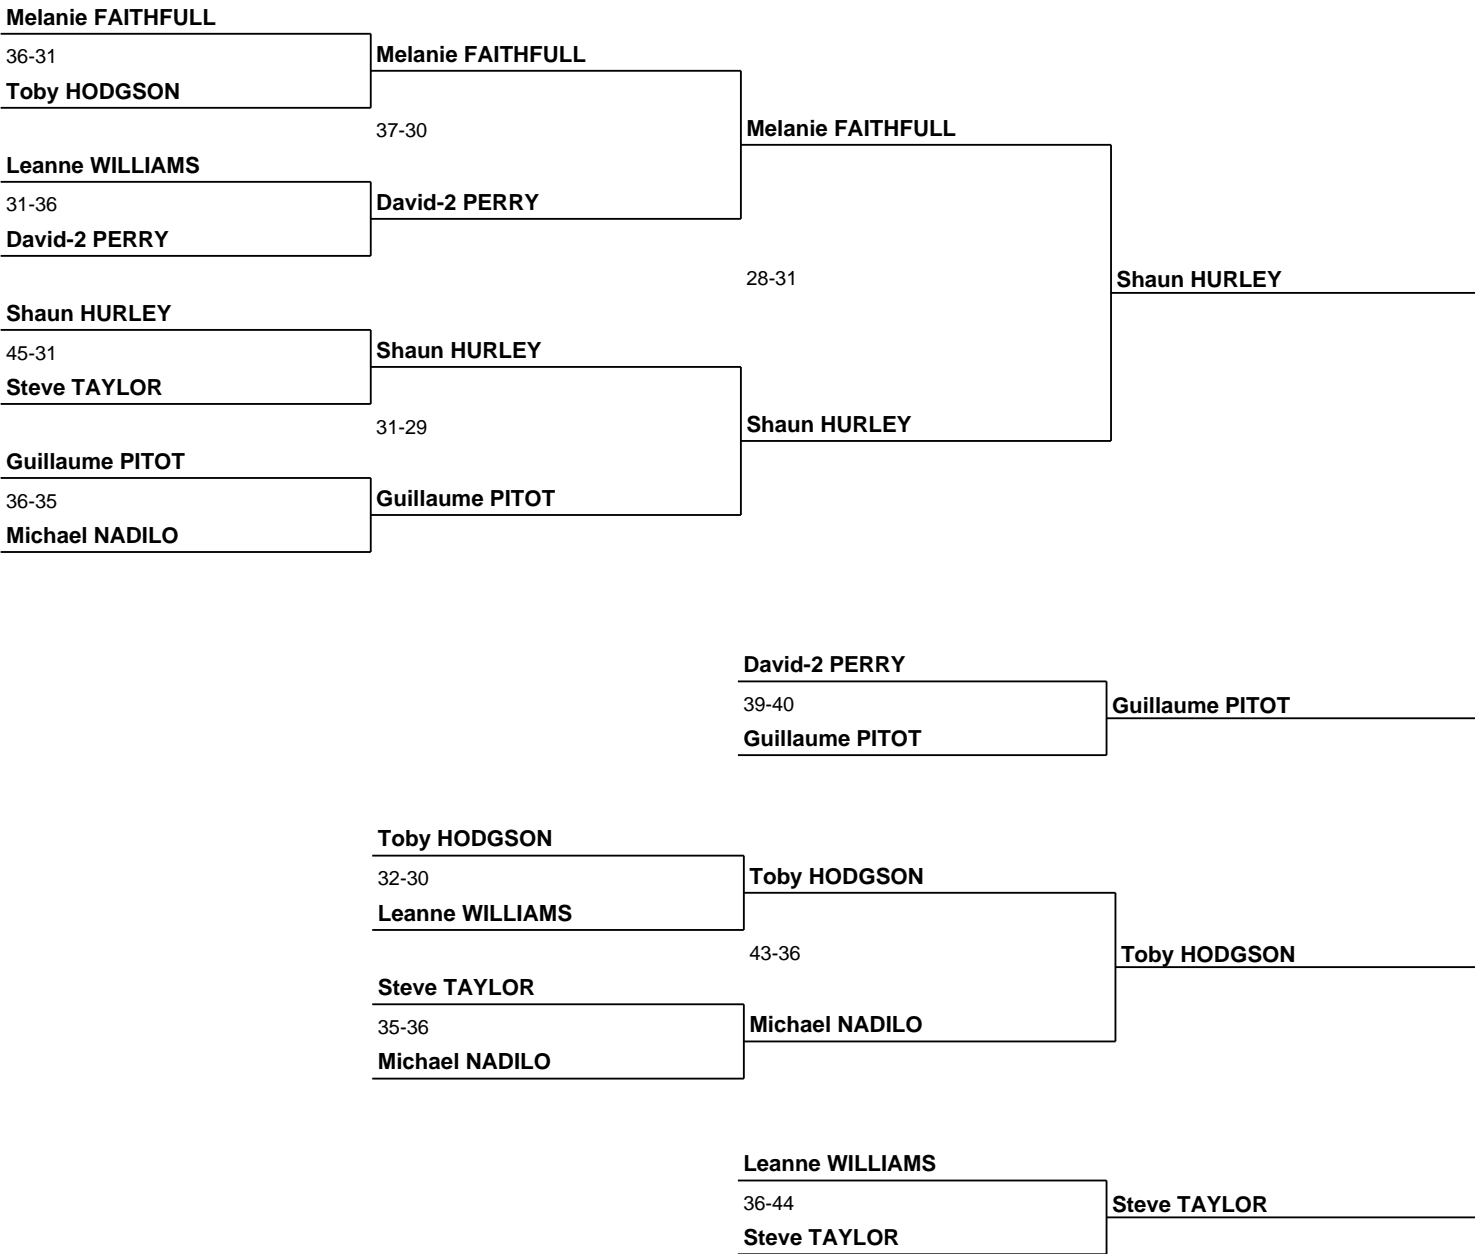 Melanie FAITHFULL
36-31
Melanie FAITHFULL
Toby HODGSON
37-30
Melanie FAITHFULL
Leanne WILLIAMS
31-36
David-2 PERRY
David-2 PERRY
28-31
Shaun HURLEY
Shaun HURLEY
45-31
Shaun HURLEY
Steve TAYLOR
31-29
Shaun HURLEY
Guillaume PITOT
36-35
Guillaume PITOT
Michael NADILO
David-2 PERRY
39-40
Guillaume PITOT
Guillaume PITOT
Toby HODGSON
32-30
Toby HODGSON
Leanne WILLIAMS
43-36
Toby HODGSON
Steve TAYLOR
35-36
Michael NADILO
Michael NADILO
Leanne WILLIAMS
36-44
Steve TAYLOR
Steve TAYLOR